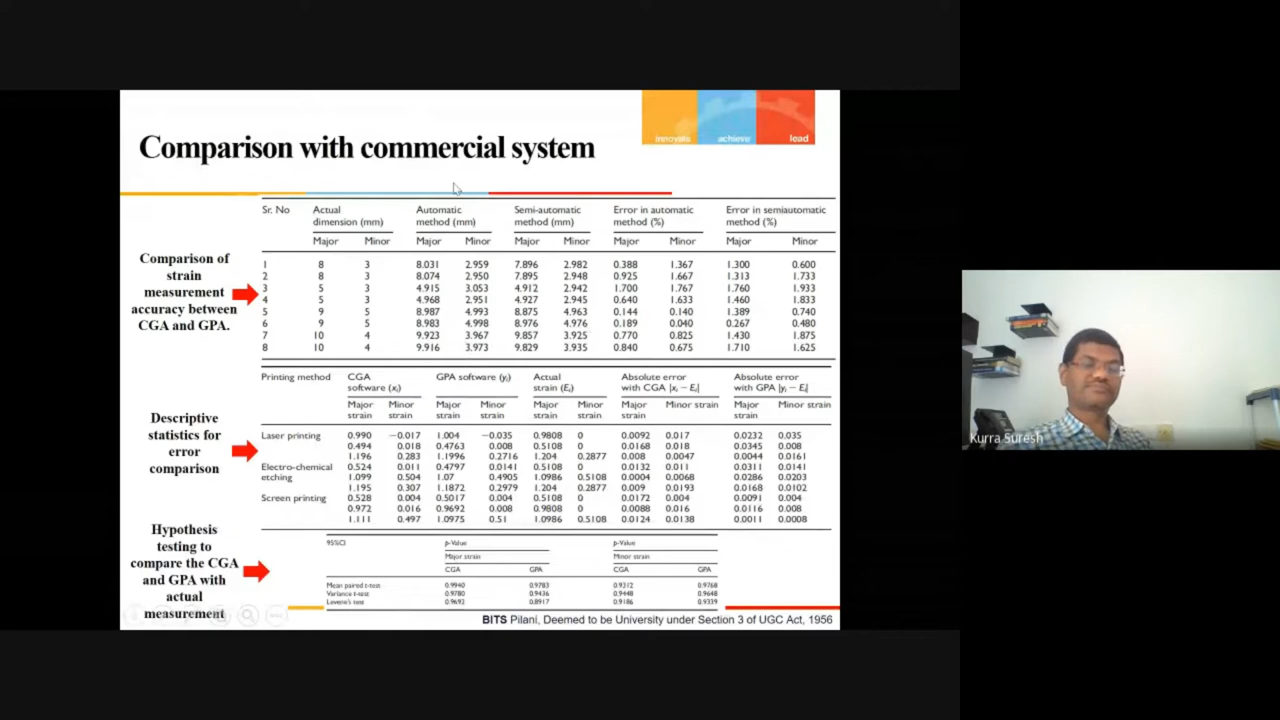 innovate achieve lead
Comparison with commercial system
Comparison of
strain
measurement
accuracy between
CGA and GPA.
Sr. No Actual Automatic Semi-automatic Error in automatic Error in semiautomatic
dimension (mm) method (mm) method (mm) method (%) method (%)
Major Minor Major Minor Major Minor Major Minor Major Minor
1 8 3 8.031 2.959 7.896 2.982 0.388 1.367 1.300 0.600
2 8 3 8.074 2.950 7.895 2.948 0.925 1.667 1.313 1.733
3 5 3 4.915 3.053 4.912 2.942 1.700 1.767 1.760 1.933
4 5 3 4.968 2.951 4.927 2.945 0.640 1.633 1.460 1.833
5 9 5 8.987 4.993 8.875 4.963 0.144 0.140 1.389 0.740
6 9 5 8.983 4.998 8.976 4.976 0.189 0.040 0.267 0.480
7 10 4 9.923 3.967 9.857 3.925 0.770 0.825 1.430 1.875
8 10 4 9.916 3.973 9.829 3.935 0.840 0.675 1.710 1.625
Descriptive
statistics for
error
comparison
Printing method CGA GPA software (yᵢ) Actual Absolute error Absolute error
software (xᵢ) strain (Eᵢ) with CGA |xᵢ − Eᵢ| with GPA |yᵢ − Eᵢ|
Major Minor Major Minor Major Minor Major Minor strain Major Minor strain
strain strain strain strain strain strain strain strain
Laser printing 0.990 −0.017 1.004 −0.035 0.9808 0 0.0092 0.017 0.0232 0.035
0.494 0.018 0.4763 0.008 0.5108 0 0.0168 0.018 0.0345 0.008
1.196 0.283 1.1996 0.2716 1.204 0.2877 0.008 0.0047 0.0044 0.0161
Electro-chemical 0.524 0.011 0.4797 0.0141 0.5108 0 0.0132 0.011 0.0311 0.0141
etching 1.099 0.504 1.07 0.4905 1.0986 0.5108 0.0004 0.0068 0.0286 0.0203
1.195 0.307 1.1872 0.2979 1.204 0.2877 0.009 0.0193 0.0168 0.0102
Screen printing 0.528 0.004 0.5017 0.004 0.5108 0 0.0172 0.004 0.0091 0.004
0.972 0.016 0.9692 0.008 0.9808 0 0.0088 0.016 0.0116 0.008
1.111 0.497 1.0975 0.51 1.0986 0.5108 0.0124 0.0138 0.0011 0.0008
Hypothesis
testing to
compare the CGA
and GPA with
actual
measurement
95%CI p-Value p-Value
Major strain Minor strain
CGA GPA CGA GPA
Mean paired t-test 0.9940 0.9783 0.9312 0.9768
Variance t-test 0.9780 0.9436 0.9448 0.9648
Levene's test 0.9692 0.8917 0.9186 0.9339
BITS Pilani, Deemed to be University under Section 3 of UGC Act, 1956
Kurra Suresh